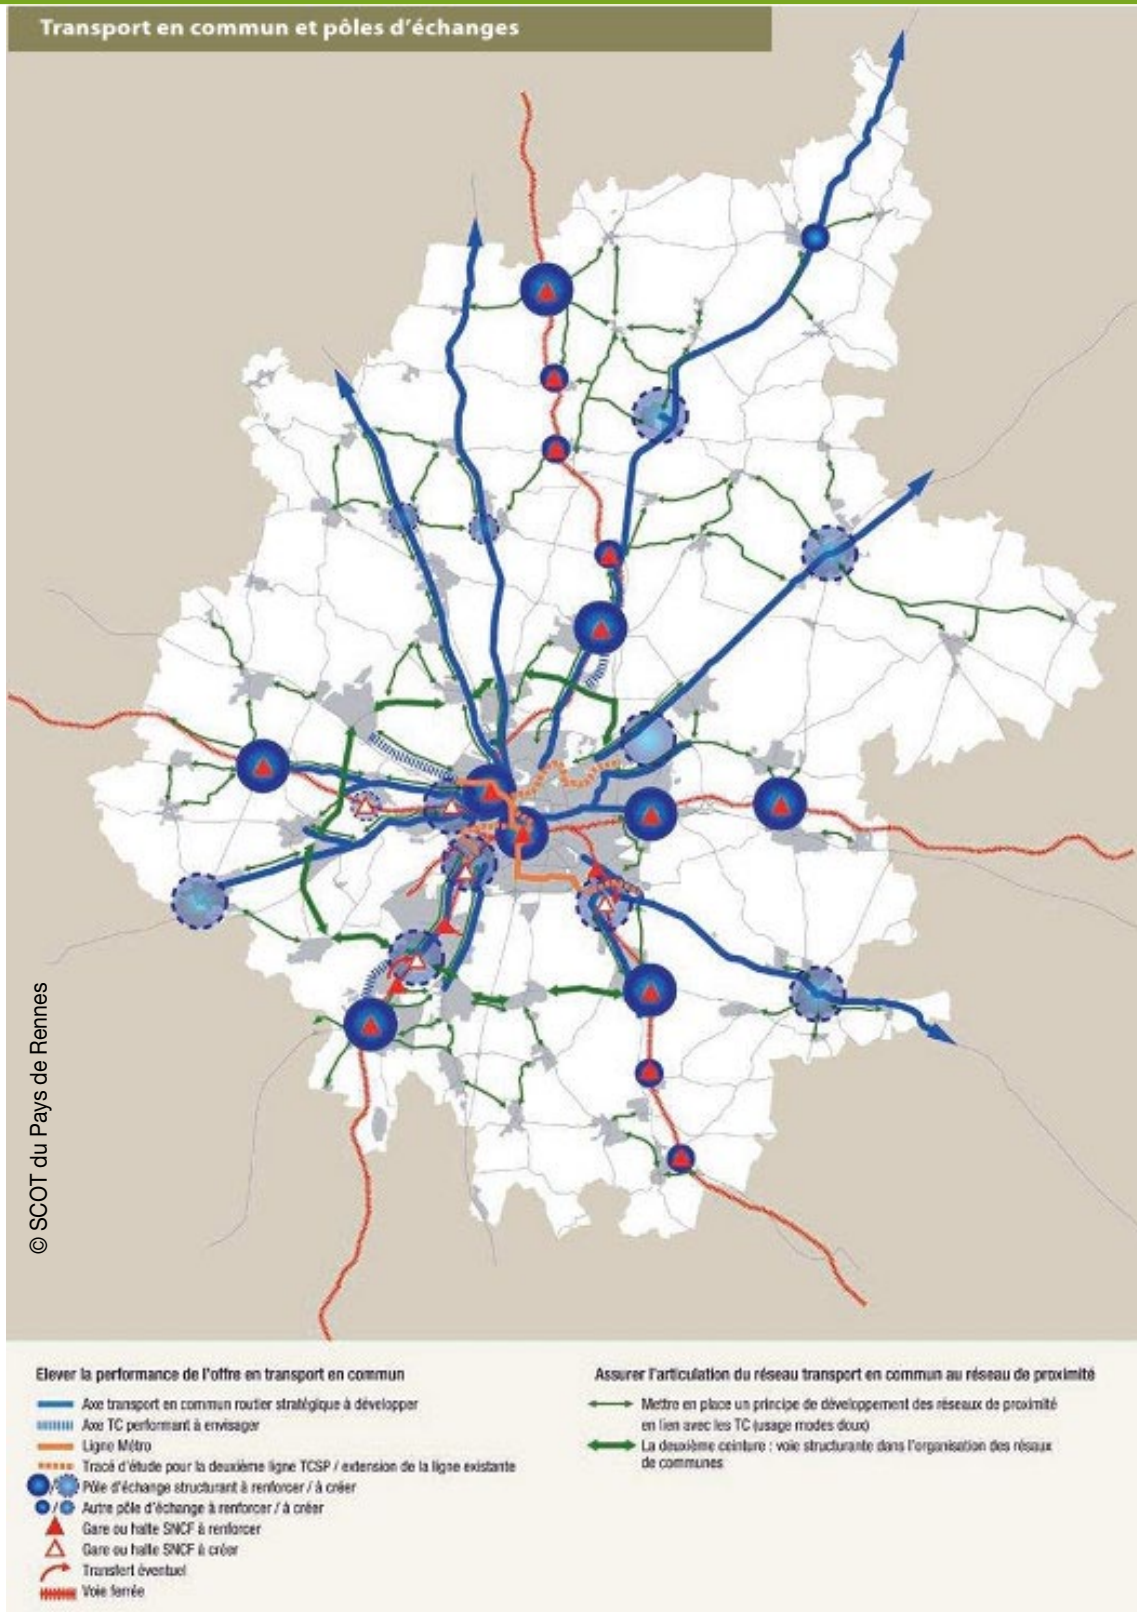 Transport en commun et pôles d'échanges
© SCOT du Pays de Rennes
Elever la performance de l'offre en transport en commun
Axe transport en commun routier stratégique à développer
Axe TC performant à envisager
Ligne Métro
Tracé d'étude pour la deuxième ligne TCSP / extension de la ligne existante
Pôle d'échange structurant à renforcer / à créer
Autre pôle d'échange à renforcer / à créer
Gare ou halte SNCF à renforcer
Gare ou halte SNCF à créer
Transfert éventuel
Voie ferrée
Assurer l'articulation du réseau transport en commun au réseau de proximité
Mettre en place un principe de développement des réseaux de proximité
en lien avec les TC (usage modes doux)
La deuxième ceinture : voie structurante dans l'organisation des résaux
de communes